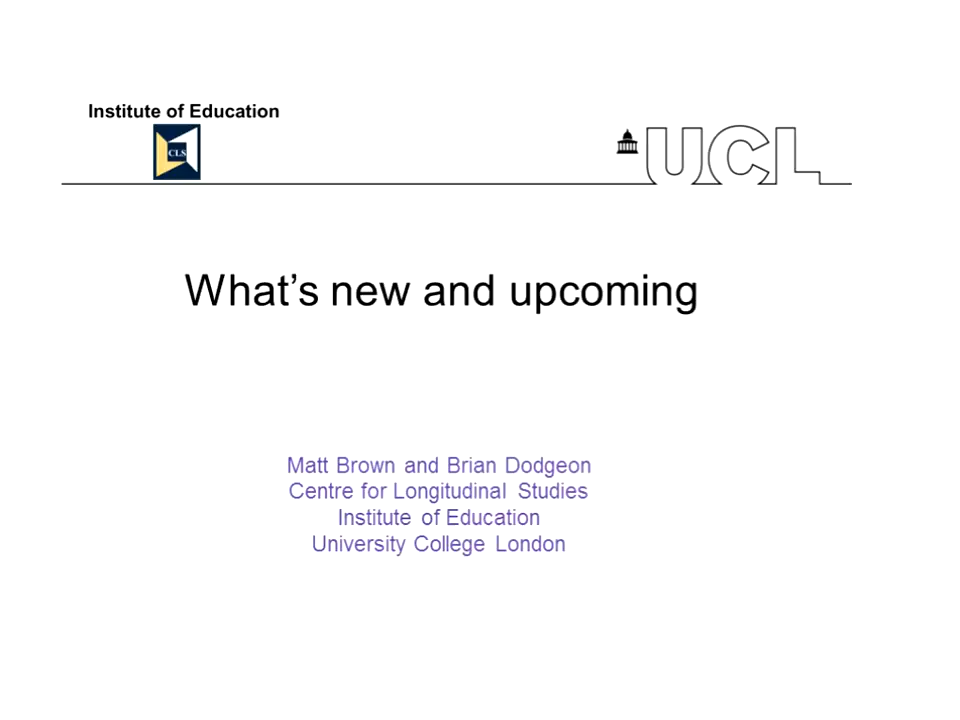 Institute of Education
CLS
UCL
What’s new and upcoming
Matt Brown and Brian Dodgeon
Centre for Longitudinal Studies
Institute of Education
University College London